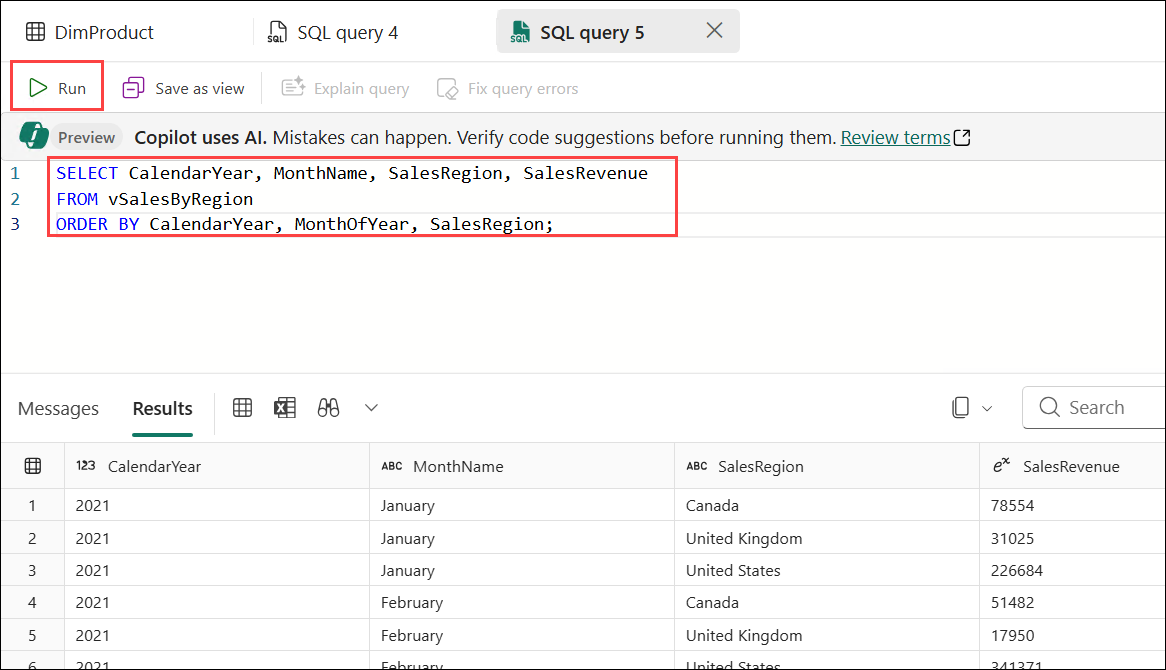 DimProduct SQL SQL query 4 SQL SQL query 5
Run Save as view Explain query Fix query errors
Preview Copilot uses AI. Mistakes can happen. Verify code suggestions before running them. Review terms
1 SELECT CalendarYear, MonthName, SalesRegion, SalesRevenue
2 FROM vSalesByRegion
3 ORDER BY CalendarYear, MonthOfYear, SalesRegion;
Messages Results Search
123 CalendarYear ABC MonthName ABC SalesRegion eˣ SalesRevenue
1 2021 January Canada 78554
2 2021 January United Kingdom 31025
3 2021 January United States 226684
4 2021 February Canada 51482
5 2021 February United Kingdom 17950
6 2021 February United States 341371